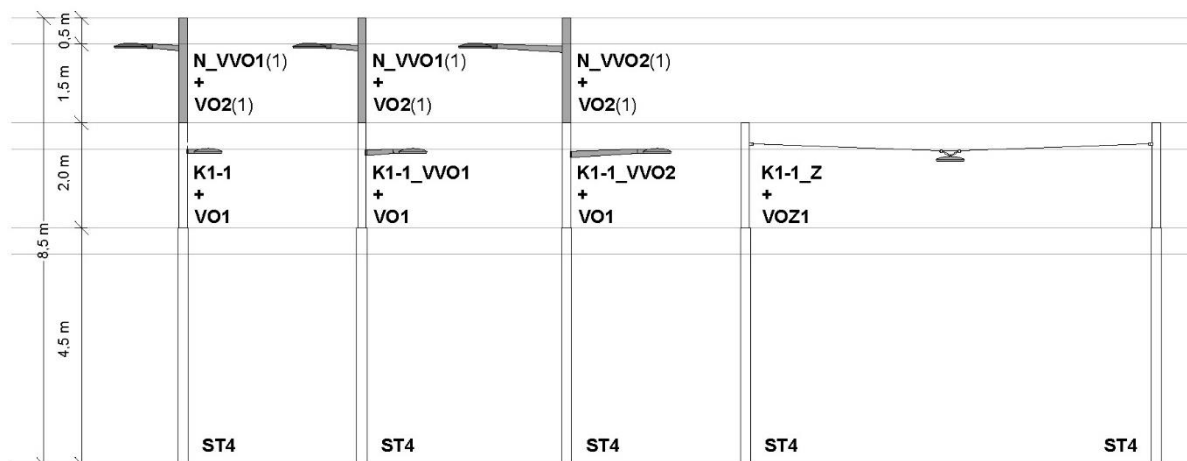 0,5 m
1.5 m
2.0 m
8.5 m
4.5 m
N_VVO1(1)
+
VO2(1)
N_VVO1(1)
+
VO2(1)
N_VVO2(1)
+
VO2(1)
K1-1
+
VO1
K1-1_VVO1
+
VO1
K1-1_VVO2
+
VO1
K1-1_Z
+
VOZ1
ST4
ST4
ST4
ST4
ST4